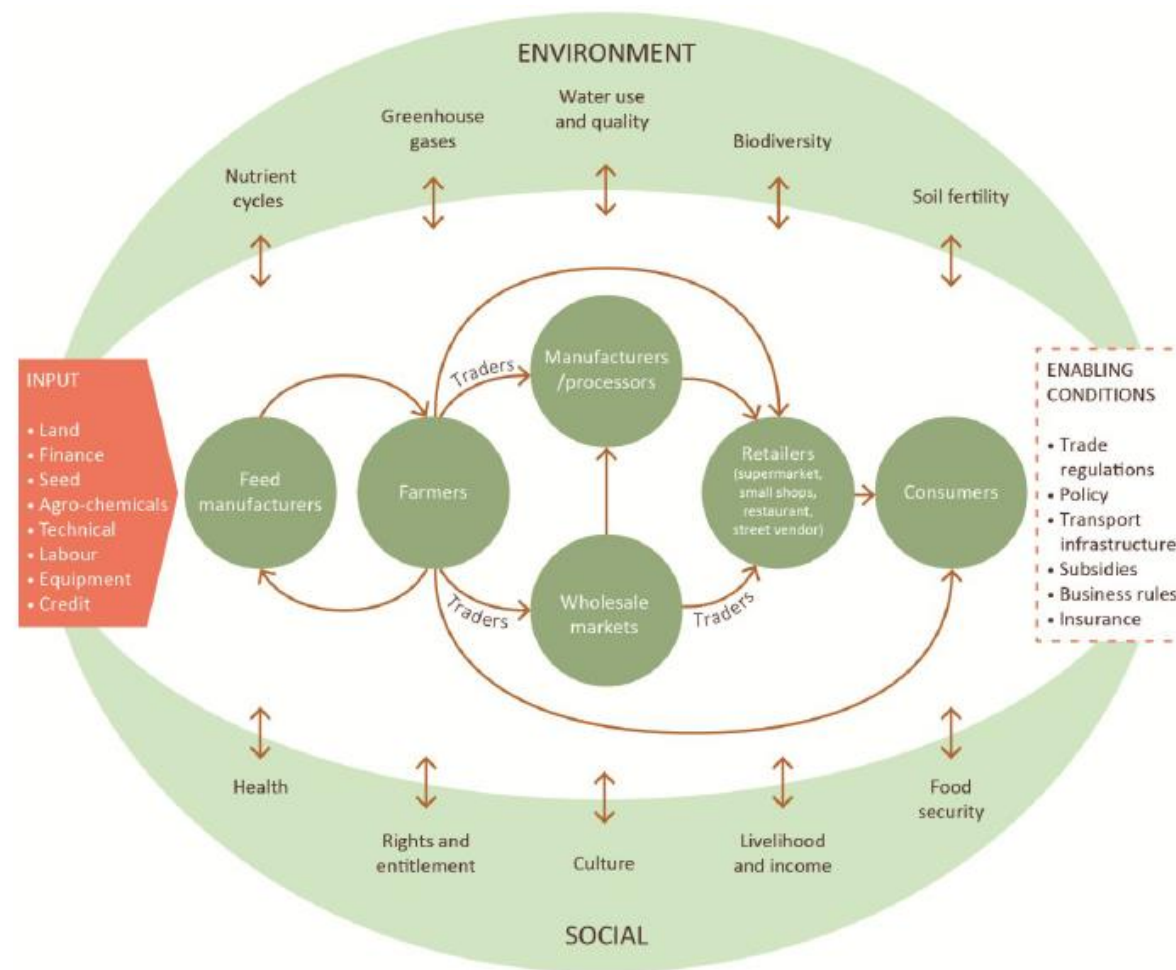 ENVIRONMENT
Water use
and quality
Greenhouse
gases
Biodiversity
Nutrient
cycles
Soil fertility
INPUT
• Land
• Finance
• Seed
• Agro-chemicals
• Technical
• Labour
• Equipment
• Credit
Feed
manufacturers
Farmers
Traders
Manufacturers
/processors
Traders
Wholesale
markets
Traders
Retailers
(supermarket,
small shops,
restaurant,
street vendor)
Consumers
ENABLING
CONDITIONS
• Trade
regulations
• Policy
• Transport
infrastructure
• Subsidies
• Business rules
• Insurance
Health
Rights and
entitlement
Culture
Livelihood
and income
Food
security
SOCIAL